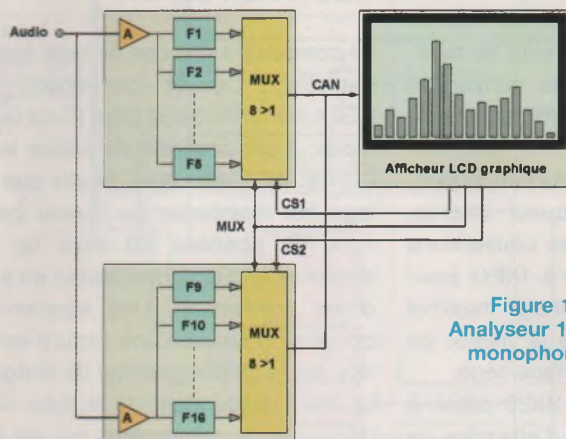 Audio
A
F1
F2
F8
MUX
8 >1
CAN
Afficheur LCD graphique
CS1
MUX
CS2
F9
F10
F16
MUX
8 >1
A
Figure 1
Analyseur 1
monophon